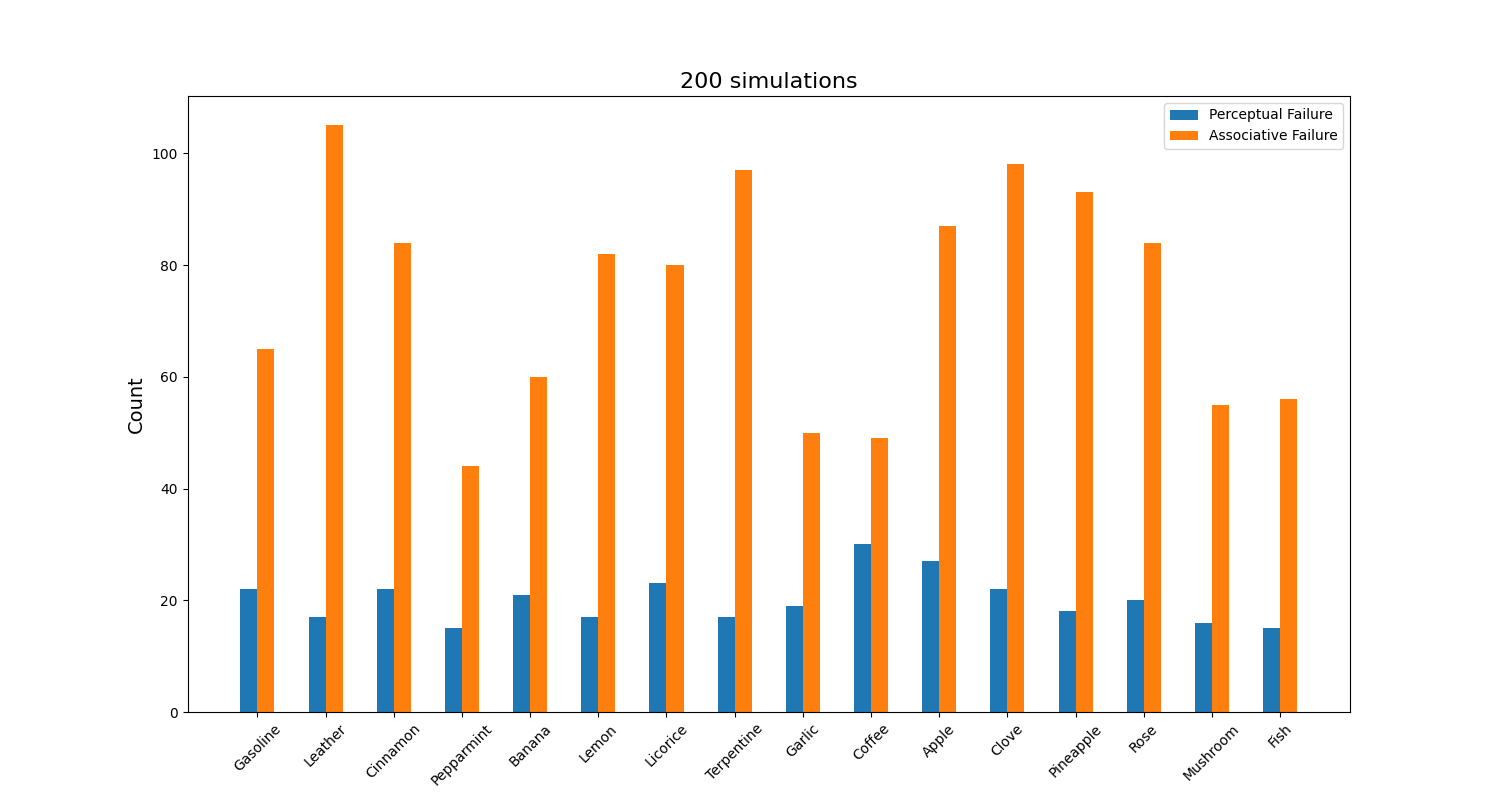 200 simulations
Perceptual Failure
Associative Failure
Count
100
80
60
40
20
0
Gasoline
Leather
Cinnamon
Pepparmint
Banana
Lemon
Licorice
Terpentine
Garlic
Coffee
Apple
Clove
Pineapple
Rose
Mushroom
Fish